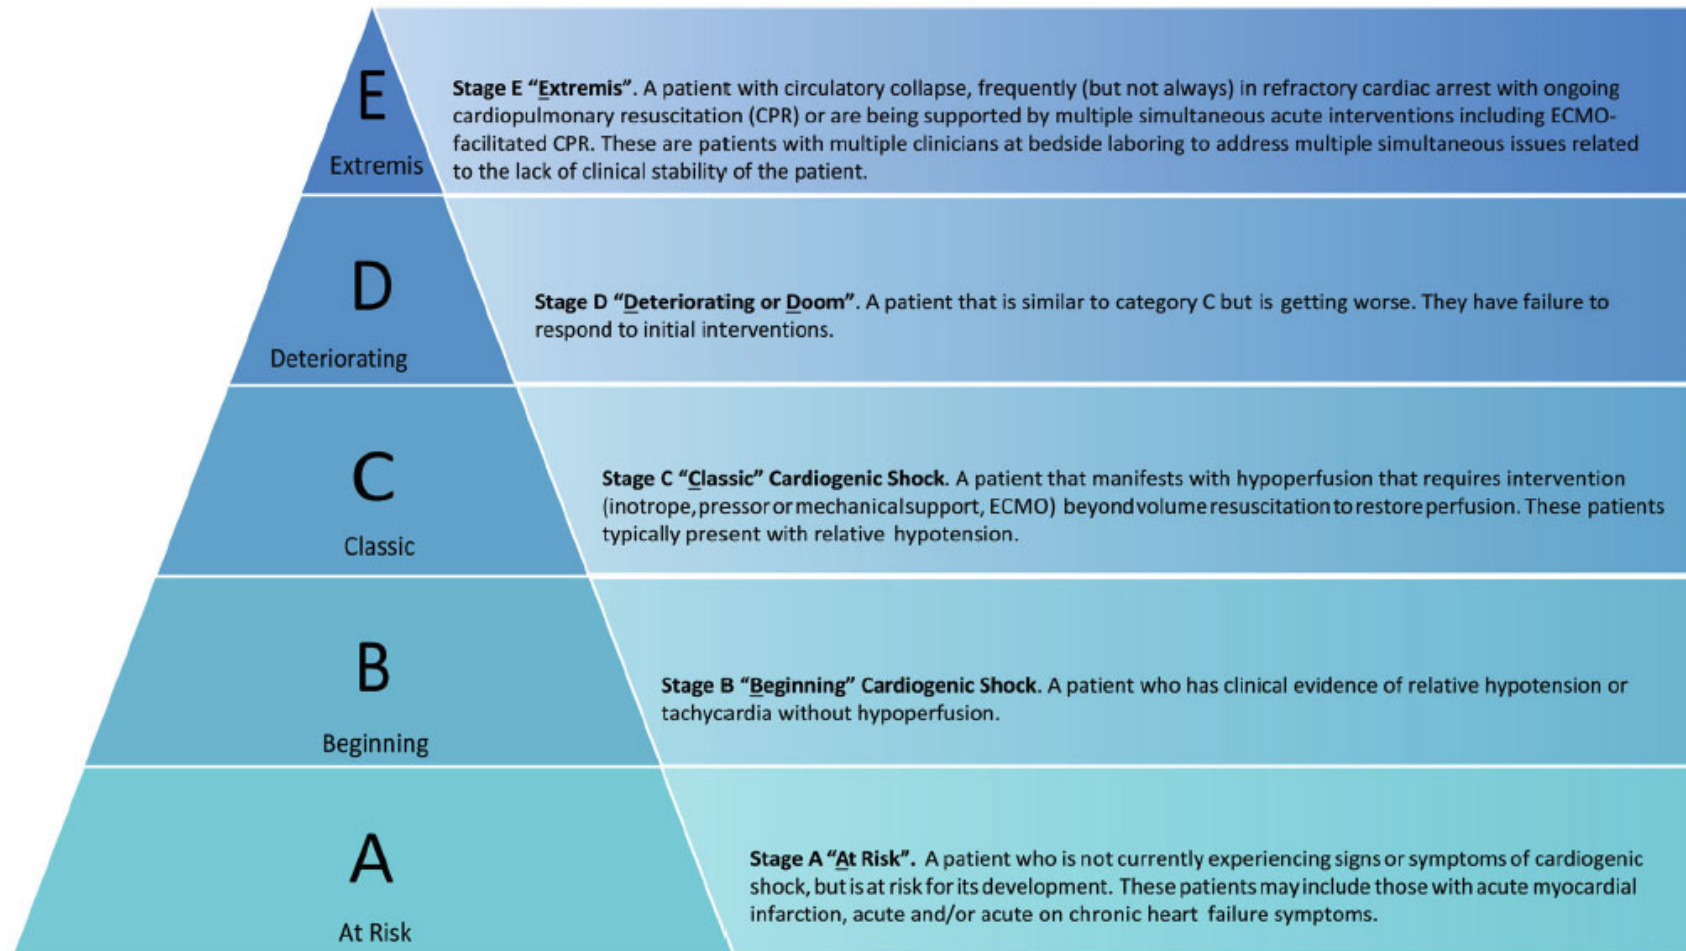 E
Extremis
Stage E “Extremis”. A patient with circulatory collapse, frequently (but not always) in refractory cardiac arrest with ongoing
cardiopulmonary resuscitation (CPR) or are being supported by multiple simultaneous acute interventions including ECMO-
facilitated CPR. These are patients with multiple clinicians at bedside laboring to address multiple simultaneous issues related
to the lack of clinical stability of the patient.
D
Deteriorating
Stage D “Deteriorating or Doom”. A patient that is similar to category C but is getting worse. They have failure to
respond to initial interventions.
C
Classic
Stage C “Classic” Cardiogenic Shock. A patient that manifests with hypoperfusion that requires intervention
(inotrope, pressor or mechanical support, ECMO) beyond volume resuscitation to restore perfusion. These patients
typically present with relative hypotension.
B
Beginning
Stage B “Beginning” Cardiogenic Shock. A patient who has clinical evidence of relative hypotension or
tachycardia without hypoperfusion.
A
At Risk
Stage A “At Risk”. A patient who is not currently experiencing signs or symptoms of cardiogenic
shock, but is at risk for its development. These patients may include those with acute myocardial
infarction, acute and/or acute on chronic heart failure symptoms.